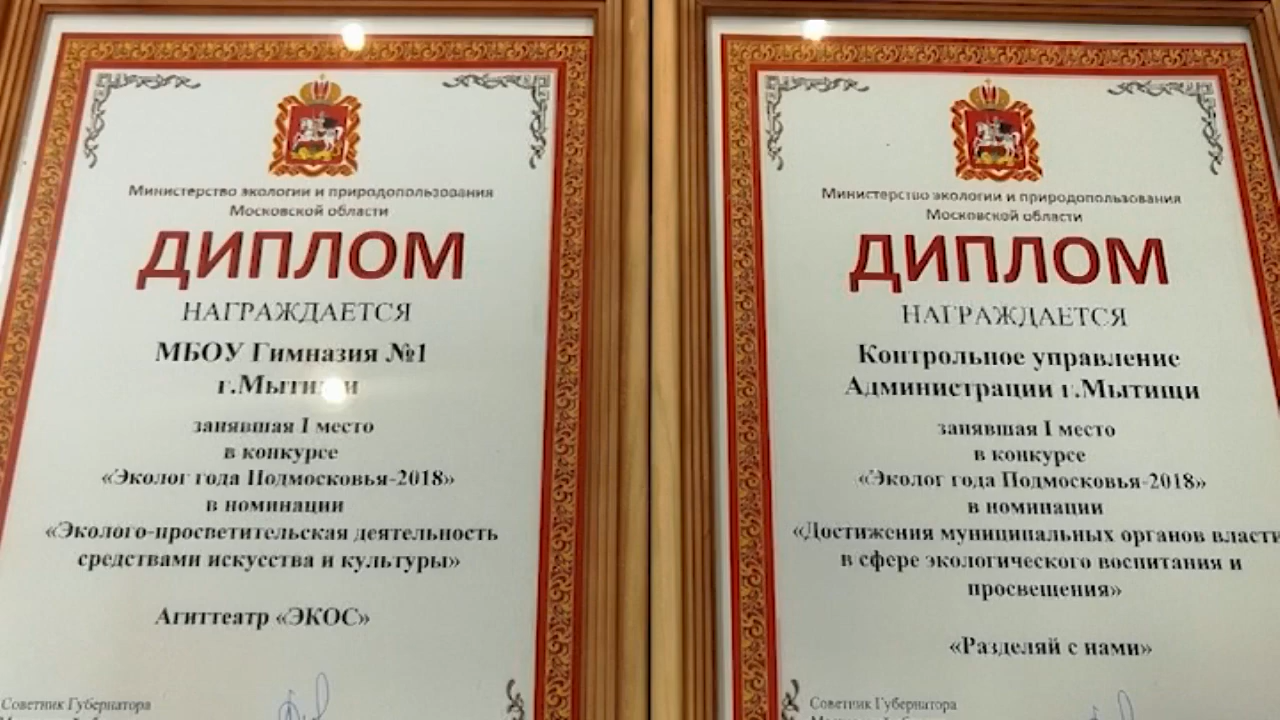 Министерство экологии и природопользования
Московской области
ДИПЛОМ
НАГРАЖДАЕТСЯ
МБОУ Гимназия №1
г.Мытищи
занявшая I место
в конкурсе
«Эколог года Подмосковья-2018»
в номинации
«Эколого-просветительская деятельность
средствами искусства и культуры»
Агиттеатр «ЭКОС»
Советник Губернатора
Министерство экологии и природопользования
Московской области
ДИПЛОМ
НАГРАЖДАЕТСЯ
Контрольное управление
Администрации г.Мытищи
занявшая I место
в конкурсе
«Эколог года Подмосковья-2018»
в номинации
«Достижения муниципальных органов власти
в сфере экологического воспитания и
просвещения»
«Разделяй с нами»
Советник Губернатора